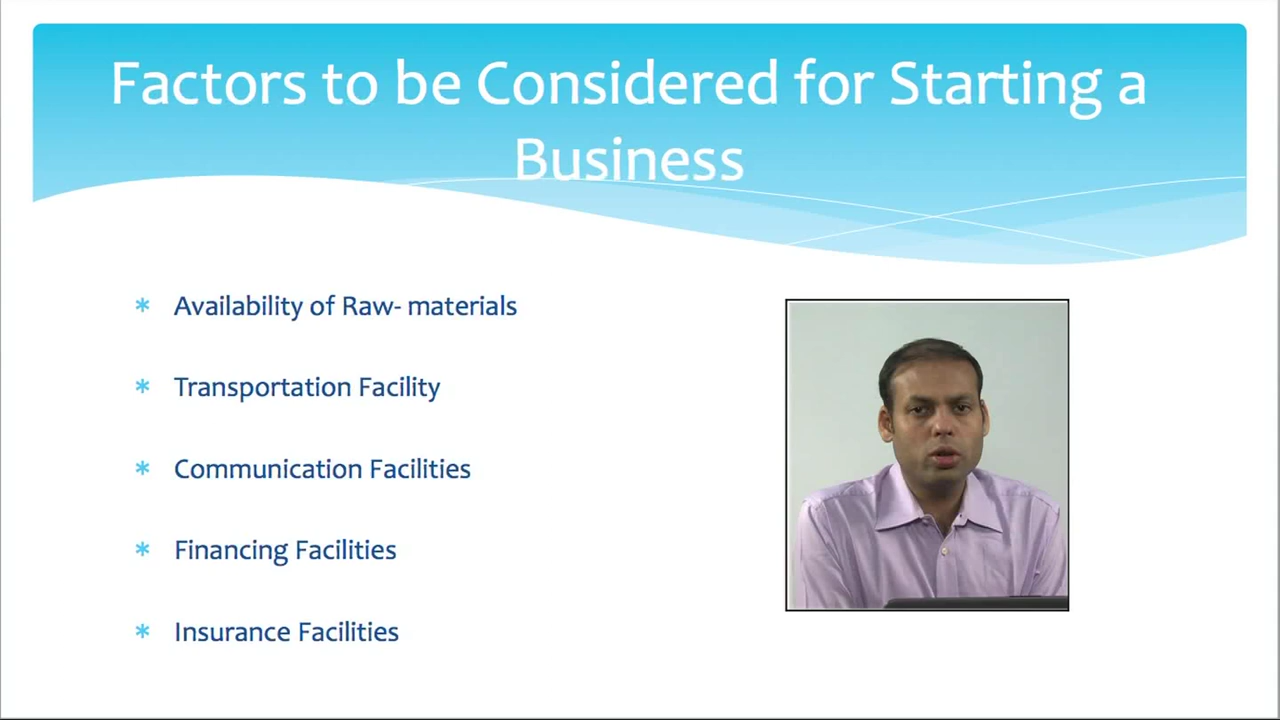 Factors to be Considered for Starting a
Business
* Availability of Raw- materials
* Transportation Facility
* Communication Facilities
* Financing Facilities
* Insurance Facilities